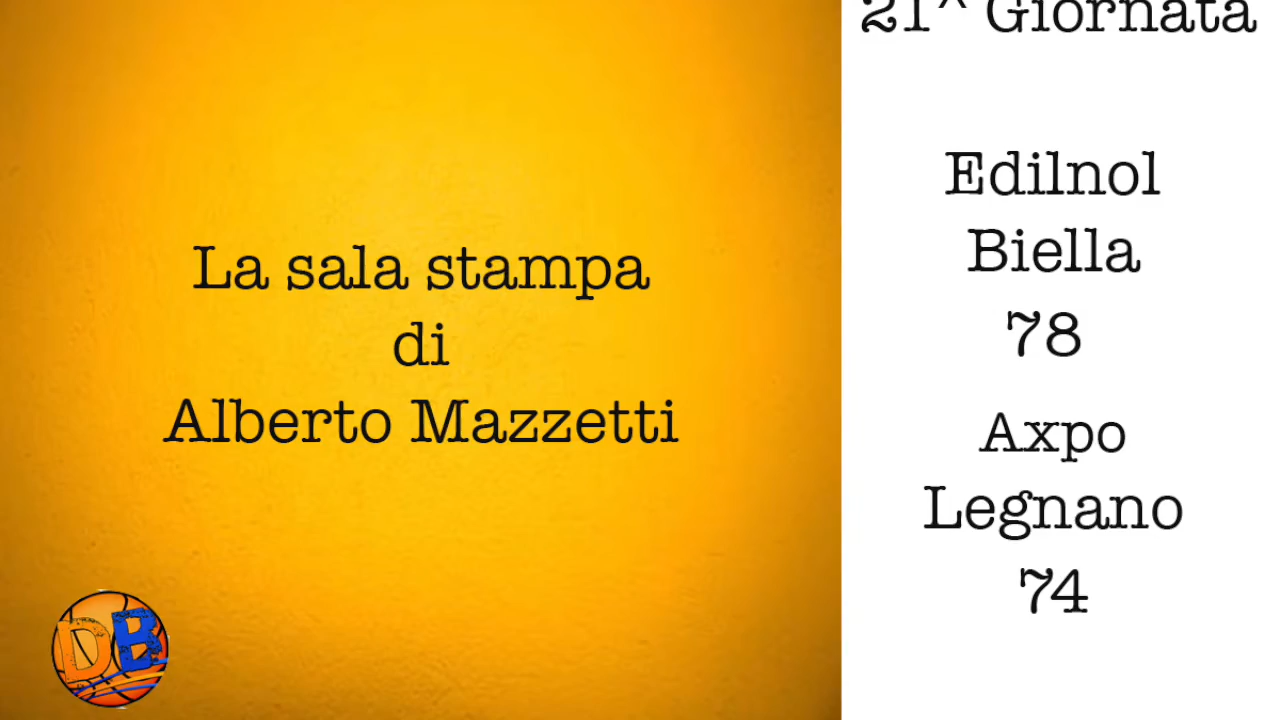 La sala stampa
di
Alberto Mazzetti
DB
21^ Giornata
Edilnol
Biella
78
Axpo
Legnano
74